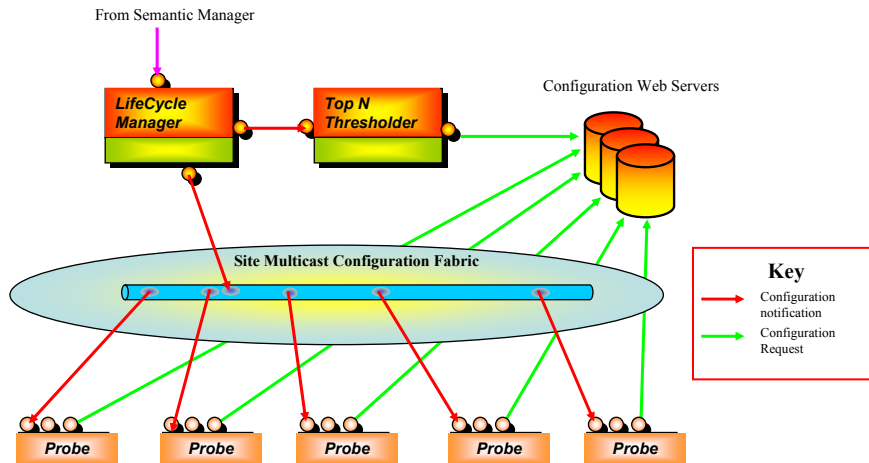 From Semantic Manager
LifeCycle
Manager
Top N
Thresholder
Configuration Web Servers
Site Multicast Configuration Fabric
Key
Configuration
notification
Configuration
Request
Probe
Probe
Probe
Probe
Probe